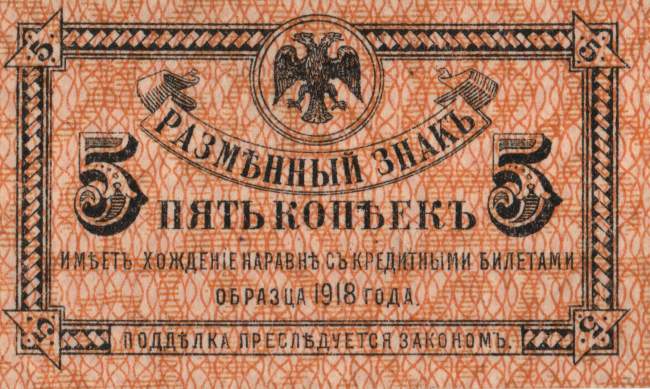 5 5
РАЗМѢННЫЙ ЗНАКЪ
5 5
ПЯТЬ КОПѢЕКЪ
ИМѢЕТЪ ХОЖДЕНІЕ НАРАВНѢ СЪ КРЕДИТНЫМИ БИЛЕТАМИ
ОБРАЗЦА 1918 ГОДА.
5 5
ПОДДѢЛКА ПРЕСЛѢДУЕТСЯ ЗАКОНОМЪ.